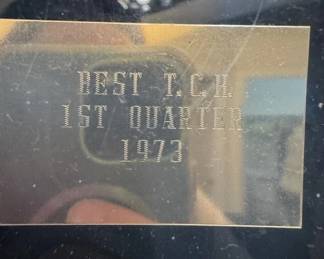 BEST T.C.H.
1ST QUARTER
1973